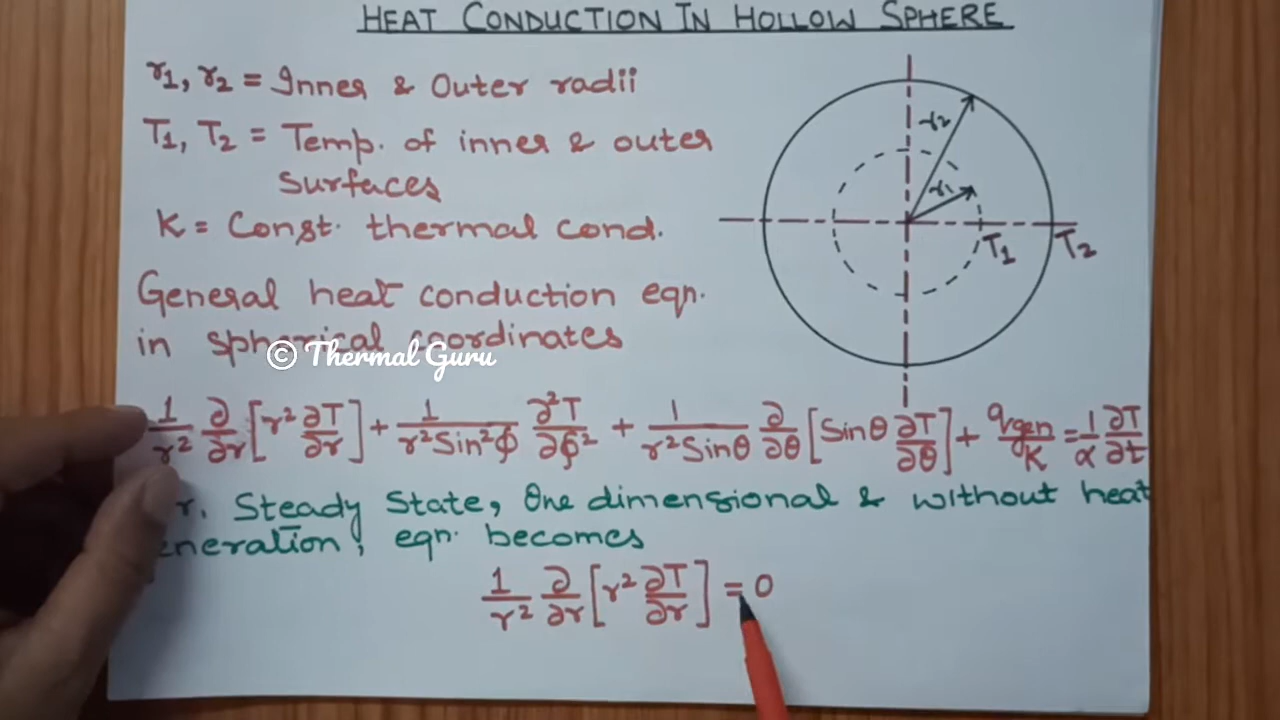 HEAT CONDUCTION IN HOLLOW SPHERE
r1, r2 = Inner & Outer radii
T1, T2 = Temp. of inner & outer
Surfaces
K = Const. thermal cond.
r2
r1
T1
T2
General heat conduction eqn.
in spherical coordinates
© Thermal Guru
1/r² ∂/∂r [r² ∂T/∂r] + 1/r² Sin²φ ∂²T/∂φ² + 1/r² Sinθ ∂/∂θ [Sinθ ∂T/∂θ] + qgen/K = 1/α ∂T/∂t
r. Steady State, One dimensional & without heat
eneration, eqn. becomes
1/r² ∂/∂r [r² ∂T/∂r] = 0